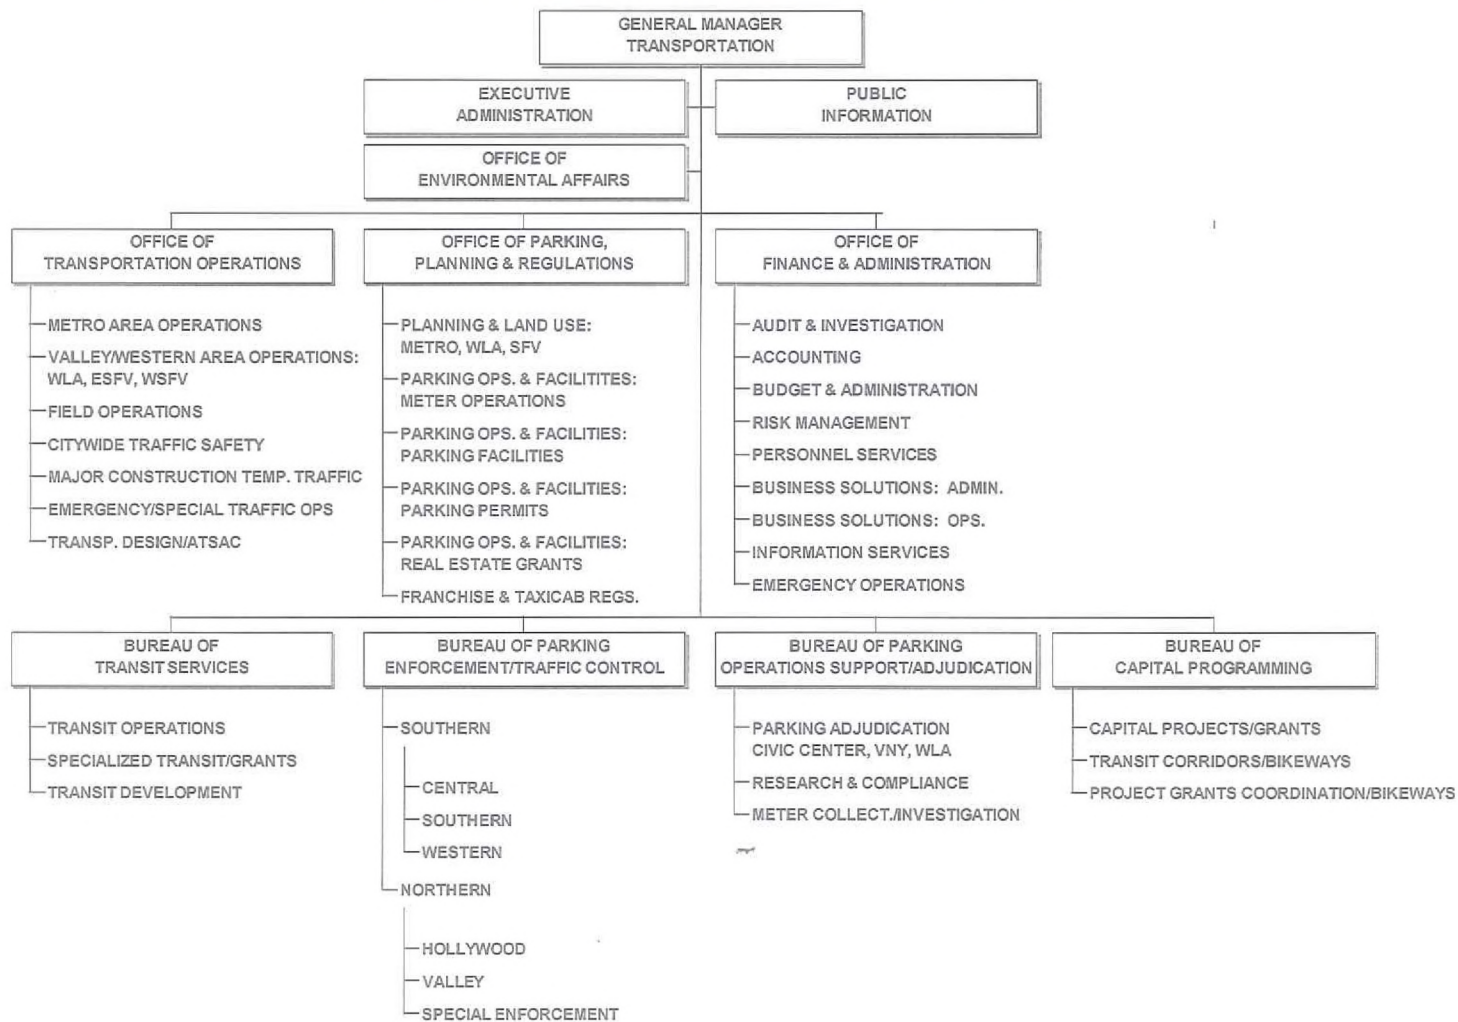 GENERAL MANAGER
TRANSPORTATION
EXECUTIVE
ADMINISTRATION
PUBLIC
INFORMATION
OFFICE OF
ENVIRONMENTAL AFFAIRS
OFFICE OF
TRANSPORTATION OPERATIONS
METRO AREA OPERATIONS
VALLEY/WESTERN AREA OPERATIONS:
WLA, ESFV, WSFV
FIELD OPERATIONS
CITYWIDE TRAFFIC SAFETY
MAJOR CONSTRUCTION TEMP. TRAFFIC
EMERGENCY/SPECIAL TRAFFIC OPS
TRANSP. DESIGN/ATSAC
OFFICE OF PARKING,
PLANNING & REGULATIONS
PLANNING & LAND USE:
METRO, WLA, SFV
PARKING OPS. & FACILITITES:
METER OPERATIONS
PARKING OPS. & FACILITIES:
PARKING FACILITIES
PARKING OPS. & FACILITIES:
PARKING PERMITS
PARKING OPS. & FACILITIES:
REAL ESTATE GRANTS
FRANCHISE & TAXICAB REGS.
OFFICE OF
FINANCE & ADMINISTRATION
AUDIT & INVESTIGATION
ACCOUNTING
BUDGET & ADMINISTRATION
RISK MANAGEMENT
PERSONNEL SERVICES
BUSINESS SOLUTIONS: ADMIN.
BUSINESS SOLUTIONS: OPS.
INFORMATION SERVICES
EMERGENCY OPERATIONS
BUREAU OF
TRANSIT SERVICES
TRANSIT OPERATIONS
SPECIALIZED TRANSIT/GRANTS
TRANSIT DEVELOPMENT
BUREAU OF PARKING
ENFORCEMENT/TRAFFIC CONTROL
SOUTHERN
CENTRAL
SOUTHERN
WESTERN
NORTHERN
HOLLYWOOD
VALLEY
SPECIAL ENFORCEMENT
BUREAU OF PARKING
OPERATIONS SUPPORT/ADJUDICATION
PARKING ADJUDICATION
CIVIC CENTER, VNY, WLA
RESEARCH & COMPLIANCE
METER COLLECT./INVESTIGATION
BUREAU OF
CAPITAL PROGRAMMING
CAPITAL PROJECTS/GRANTS
TRANSIT CORRIDORS/BIKEWAYS
PROJECT GRANTS COORDINATION/BIKEWAYS